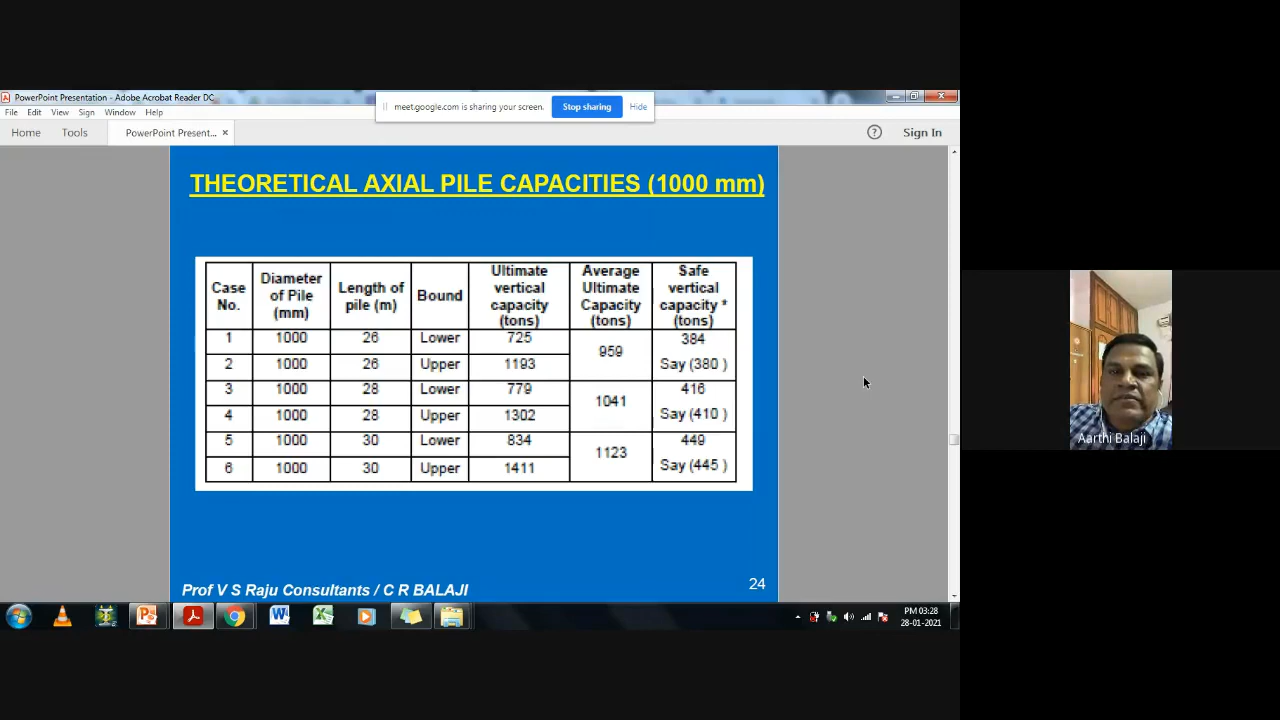 PowerPoint Presentation - Adobe Acrobat Reader DC
File Edit View Sign Window Help
meet.google.com is sharing your screen. Stop sharing Hide
Home Tools PowerPoint Present... × Sign In
THEORETICAL AXIAL PILE CAPACITIES (1000 mm)
Case No. Diameter of Pile (mm) Length of pile (m) Bound Ultimate vertical capacity (tons) Average Ultimate Capacity (tons) Safe vertical capacity * (tons)
1 1000 26 Lower 725 959 384
2 1000 26 Upper 1193 Say (380 )
3 1000 28 Lower 779 1041 416
4 1000 28 Upper 1302 Say (410 )
5 1000 30 Lower 834 1123 449
6 1000 30 Upper 1411 Say (445 )
Prof V S Raju Consultants / C R BALAJI 24
Aarthi Balaji
PM 03:28
28-01-2021